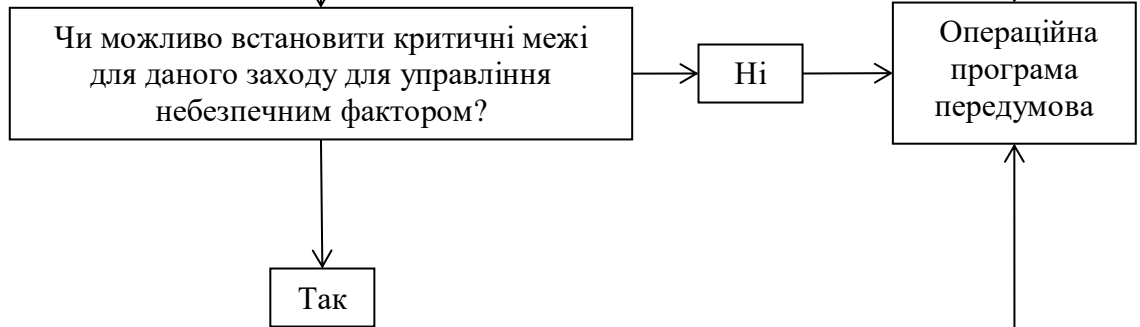 Чи можливо встановити критичні межі
для даного заходу для управління
небезпечним фактором?
Ні
Операційна
програма
передумова
Так